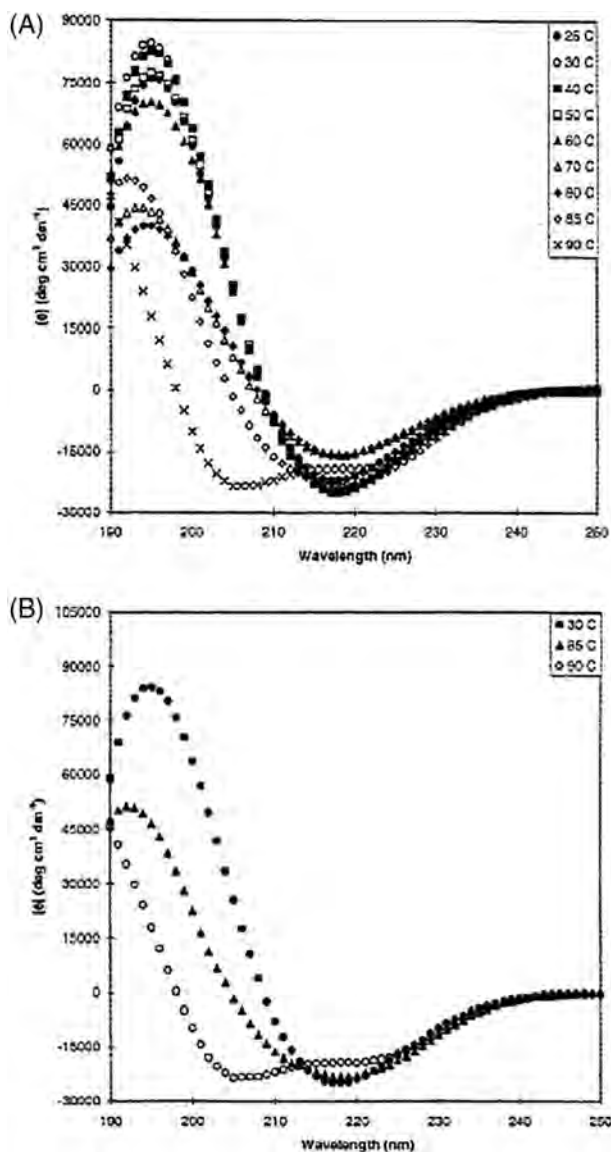 (A)
90000
75000
60000
45000
30000
15000
0
-15000
-30000
[θ] (deg cm² dm⁻¹)
190 200 210 220 230 240 250
Wavelength (nm)
25 C
30 C
40 C
50 C
60 C
70 C
80 C
85 C
90 C
(B)
105000
90000
75000
60000
45000
30000
15000
0
-15000
-30000
[θ] (deg cm² dm⁻¹)
190 200 210 220 230 240 250
Wavelength (nm)
30 C
85 C
90 C